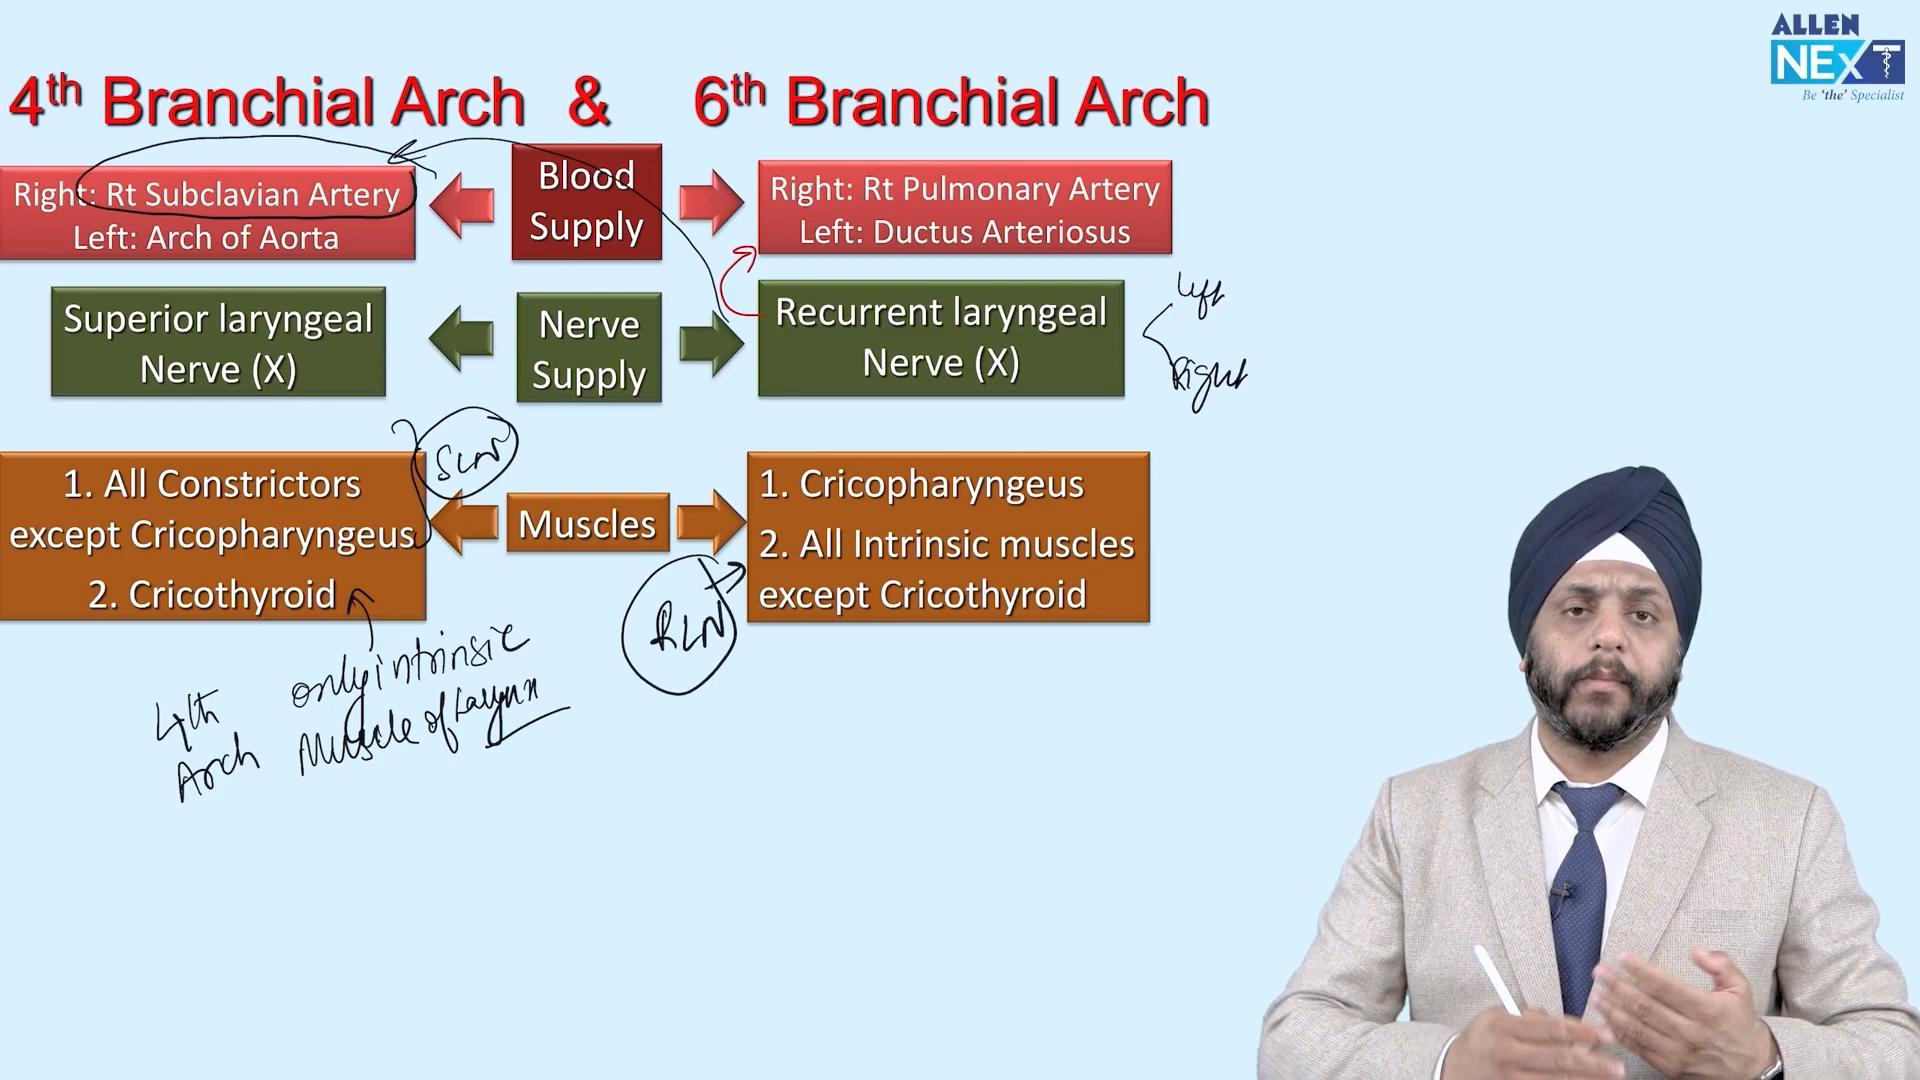 ALLEN
NEXT
Be 'the' Specialist
4th Branchial Arch & 6th Branchial Arch
Right: Rt Subclavian Artery
Left: Arch of Aorta
Blood
Supply
Right: Rt Pulmonary Artery
Left: Ductus Arteriosus
Superior laryngeal
Nerve (X)
Nerve
Supply
Recurrent laryngeal
Nerve (X)
Left
Right
SLN
1. All Constrictors
except Cricopharyngeus
2. Cricothyroid
Muscles
1. Cricopharyngeus
2. All Intrinsic muscles
except Cricothyroid
RLN
4th
Arch
only intrinsic
Muscle of Larynx